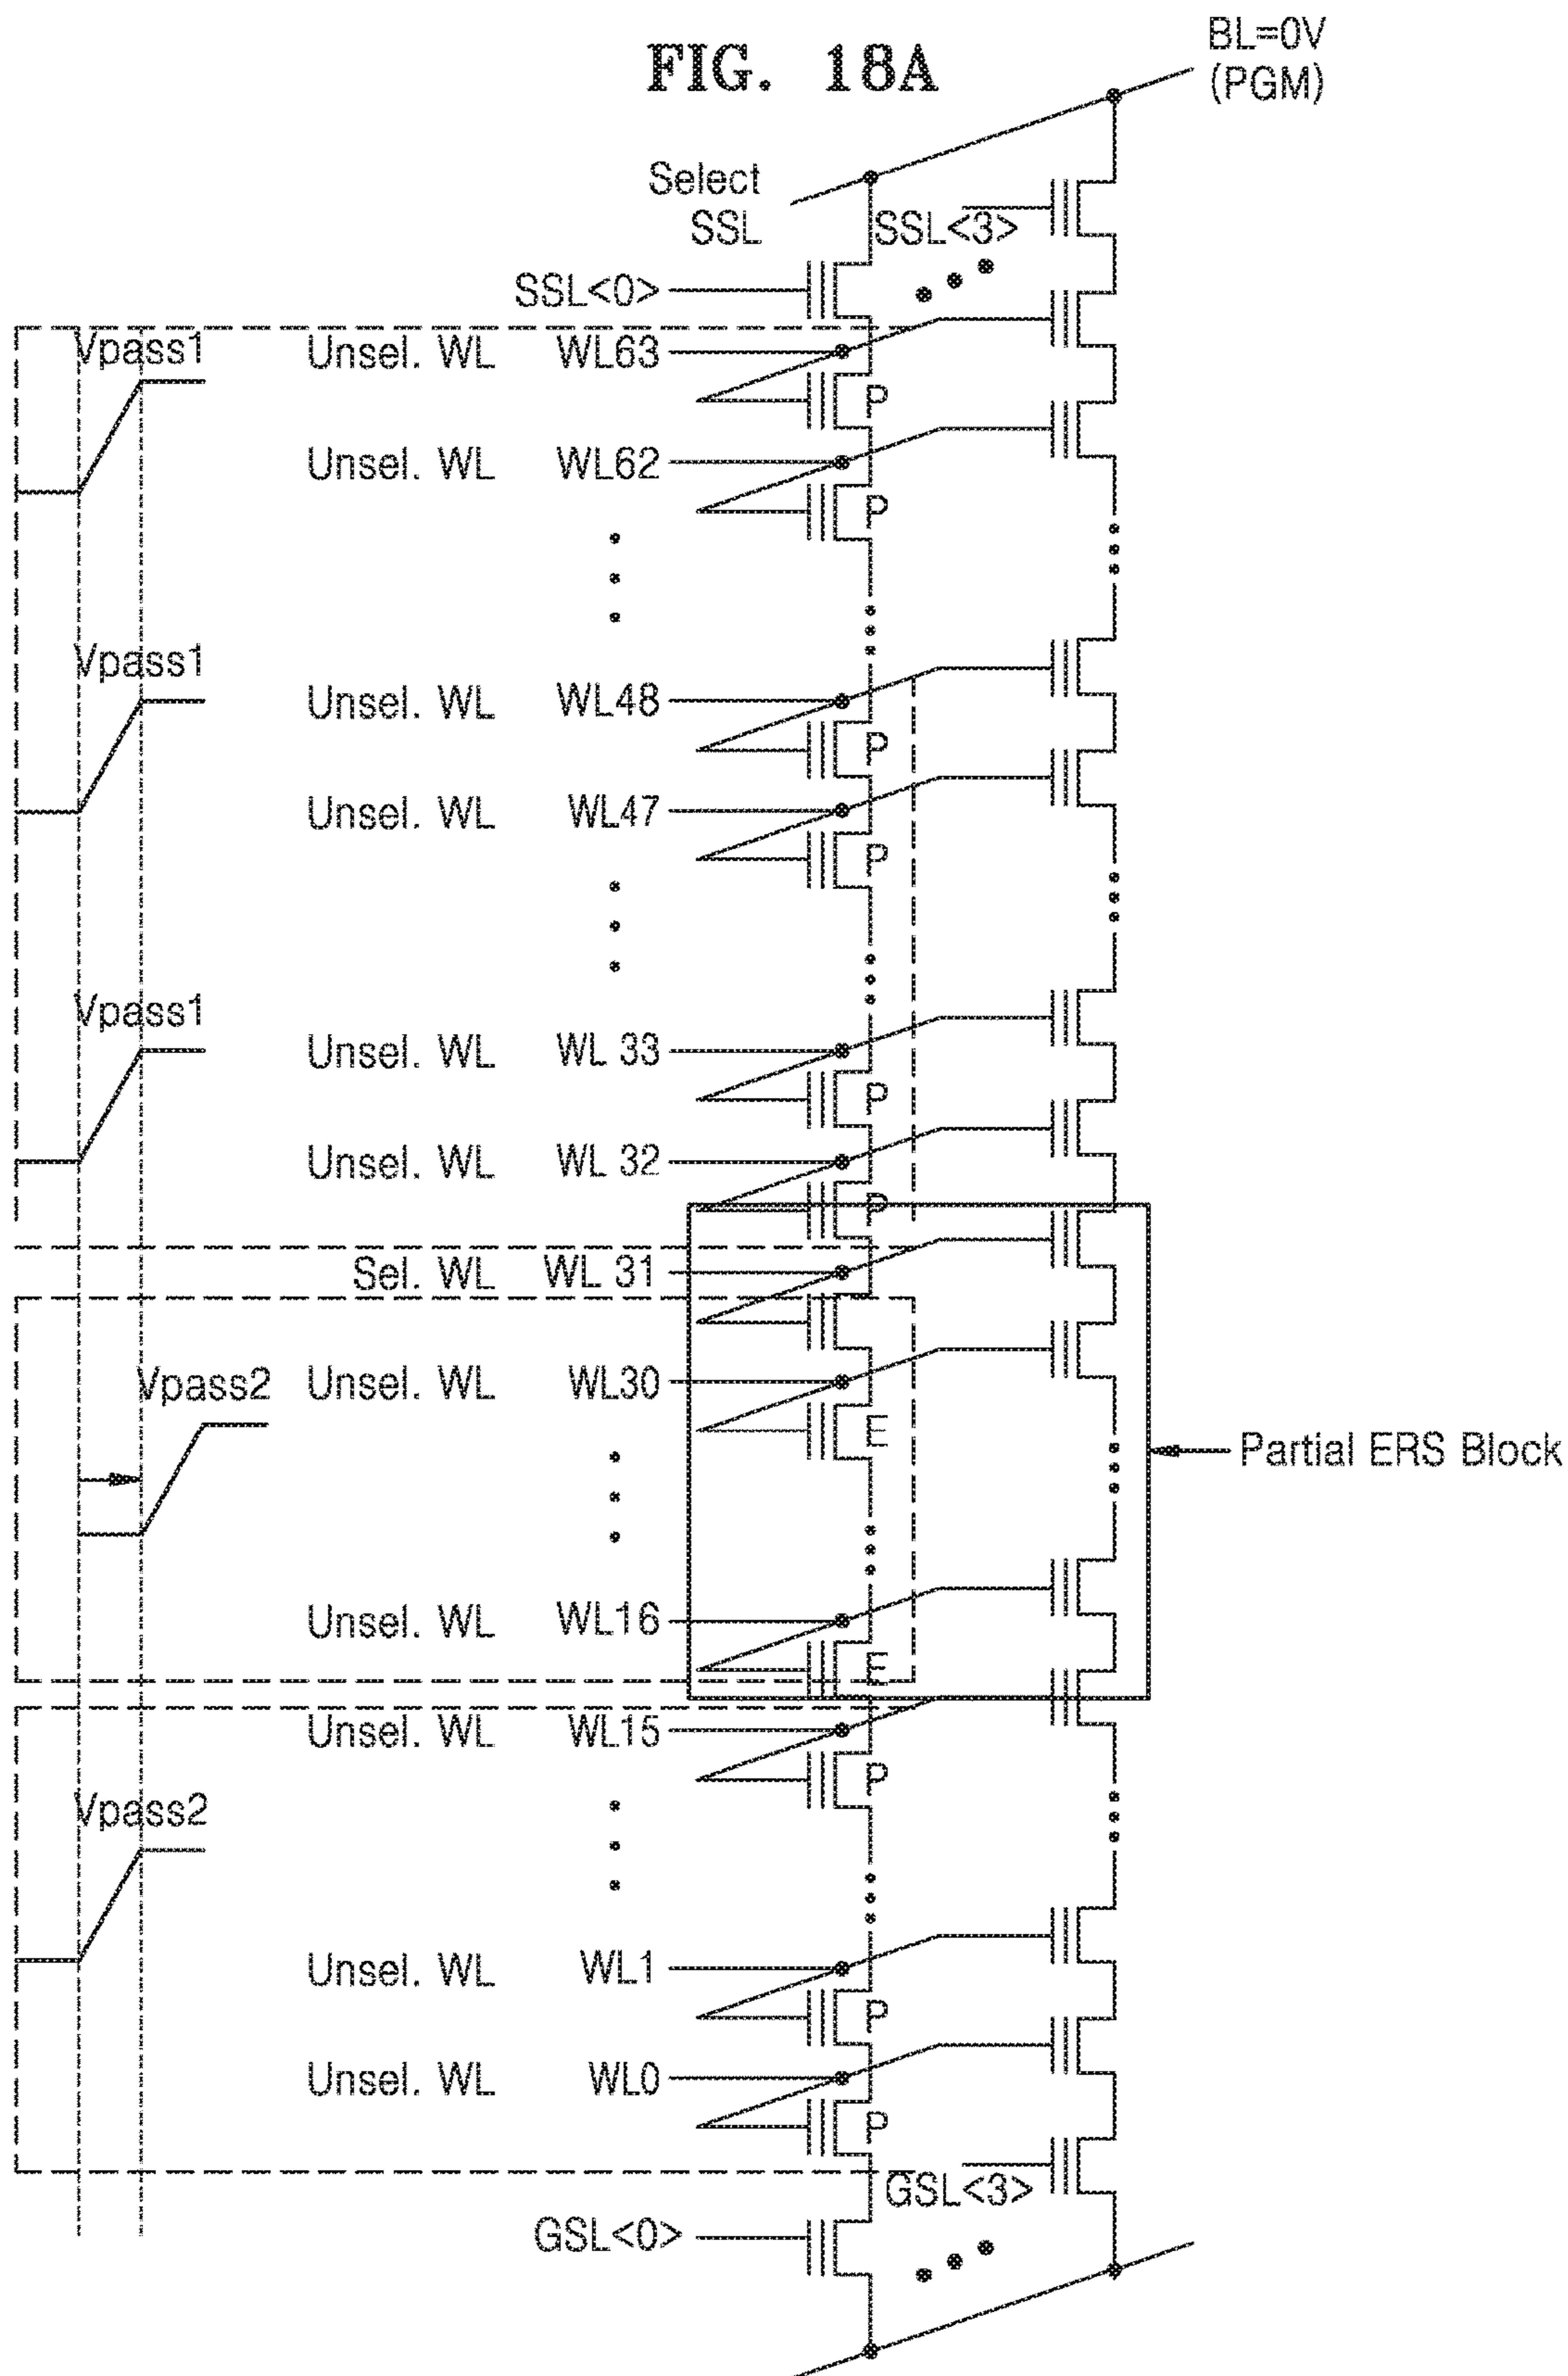 FIG. 18A
BL=0V
(PGM)
Select
SSL
SSL<3>
SSL<0>
Vpass1
Unsel. WL WL63
P
Unsel. WL WL62
P
Vpass1
Unsel. WL WL48
P
Unsel. WL WL47
P
Vpass1
Unsel. WL WL 33
P
Unsel. WL WL 32
P
Sel. WL WL 31
Vpass2
Unsel. WL WL30
E
Partial ERS Block
Unsel. WL WL16
E
Unsel. WL WL15
P
Vpass2
Unsel. WL WL1
P
Unsel. WL WL0
P
GSL<3>
GSL<0>